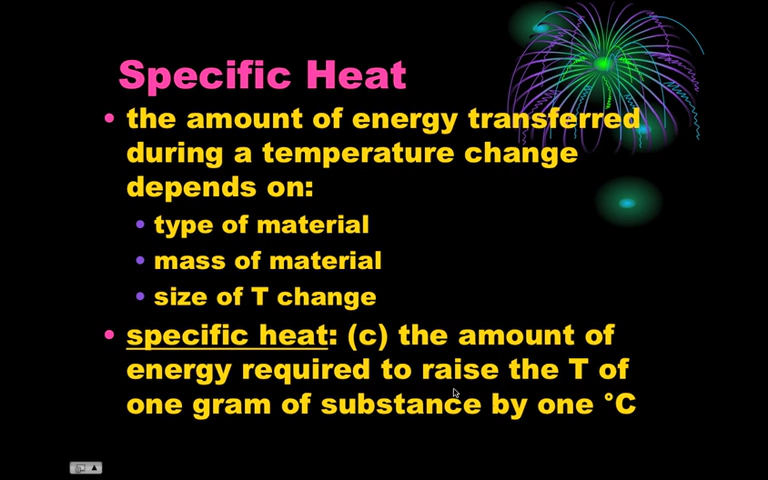 Specific Heat
• the amount of energy transferred
during a temperature change
depends on:
• type of material
• mass of material
• size of T change
• specific heat: (c) the amount of
energy required to raise the T of
one gram of substance by one °C